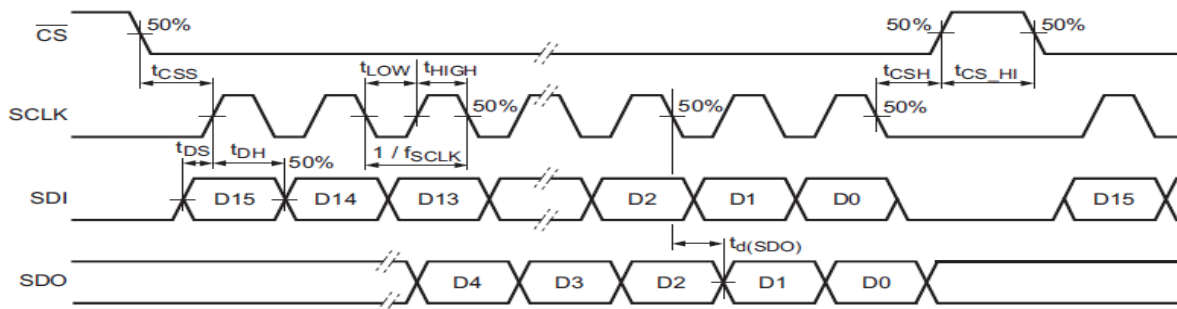 CS 50% 50% 50%
tCSS tLOW tHIGH tCSH tCS_HI
SCLK 50% 50% 50%
tDS tDH 50% 1 / fSCLK
SDI D15 D14 D13 D2 D1 D0 D15
td(SDO)
SDO D4 D3 D2 D1 D0